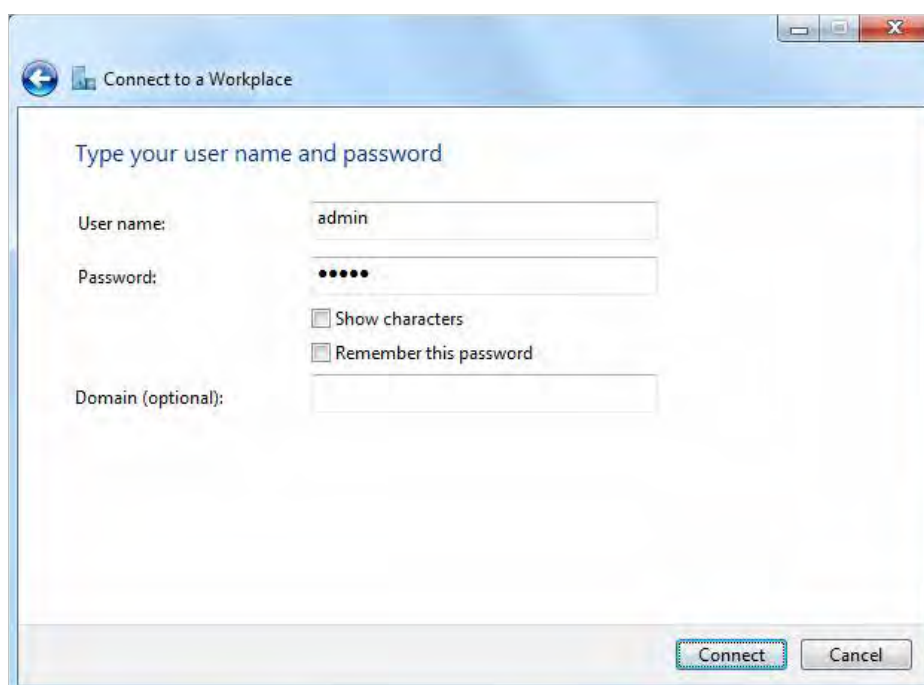 Connect to a Workplace
Type your user name and password
User name:
admin
Password:
•••••
Show characters
Remember this password
Domain (optional):
Connect
Cancel